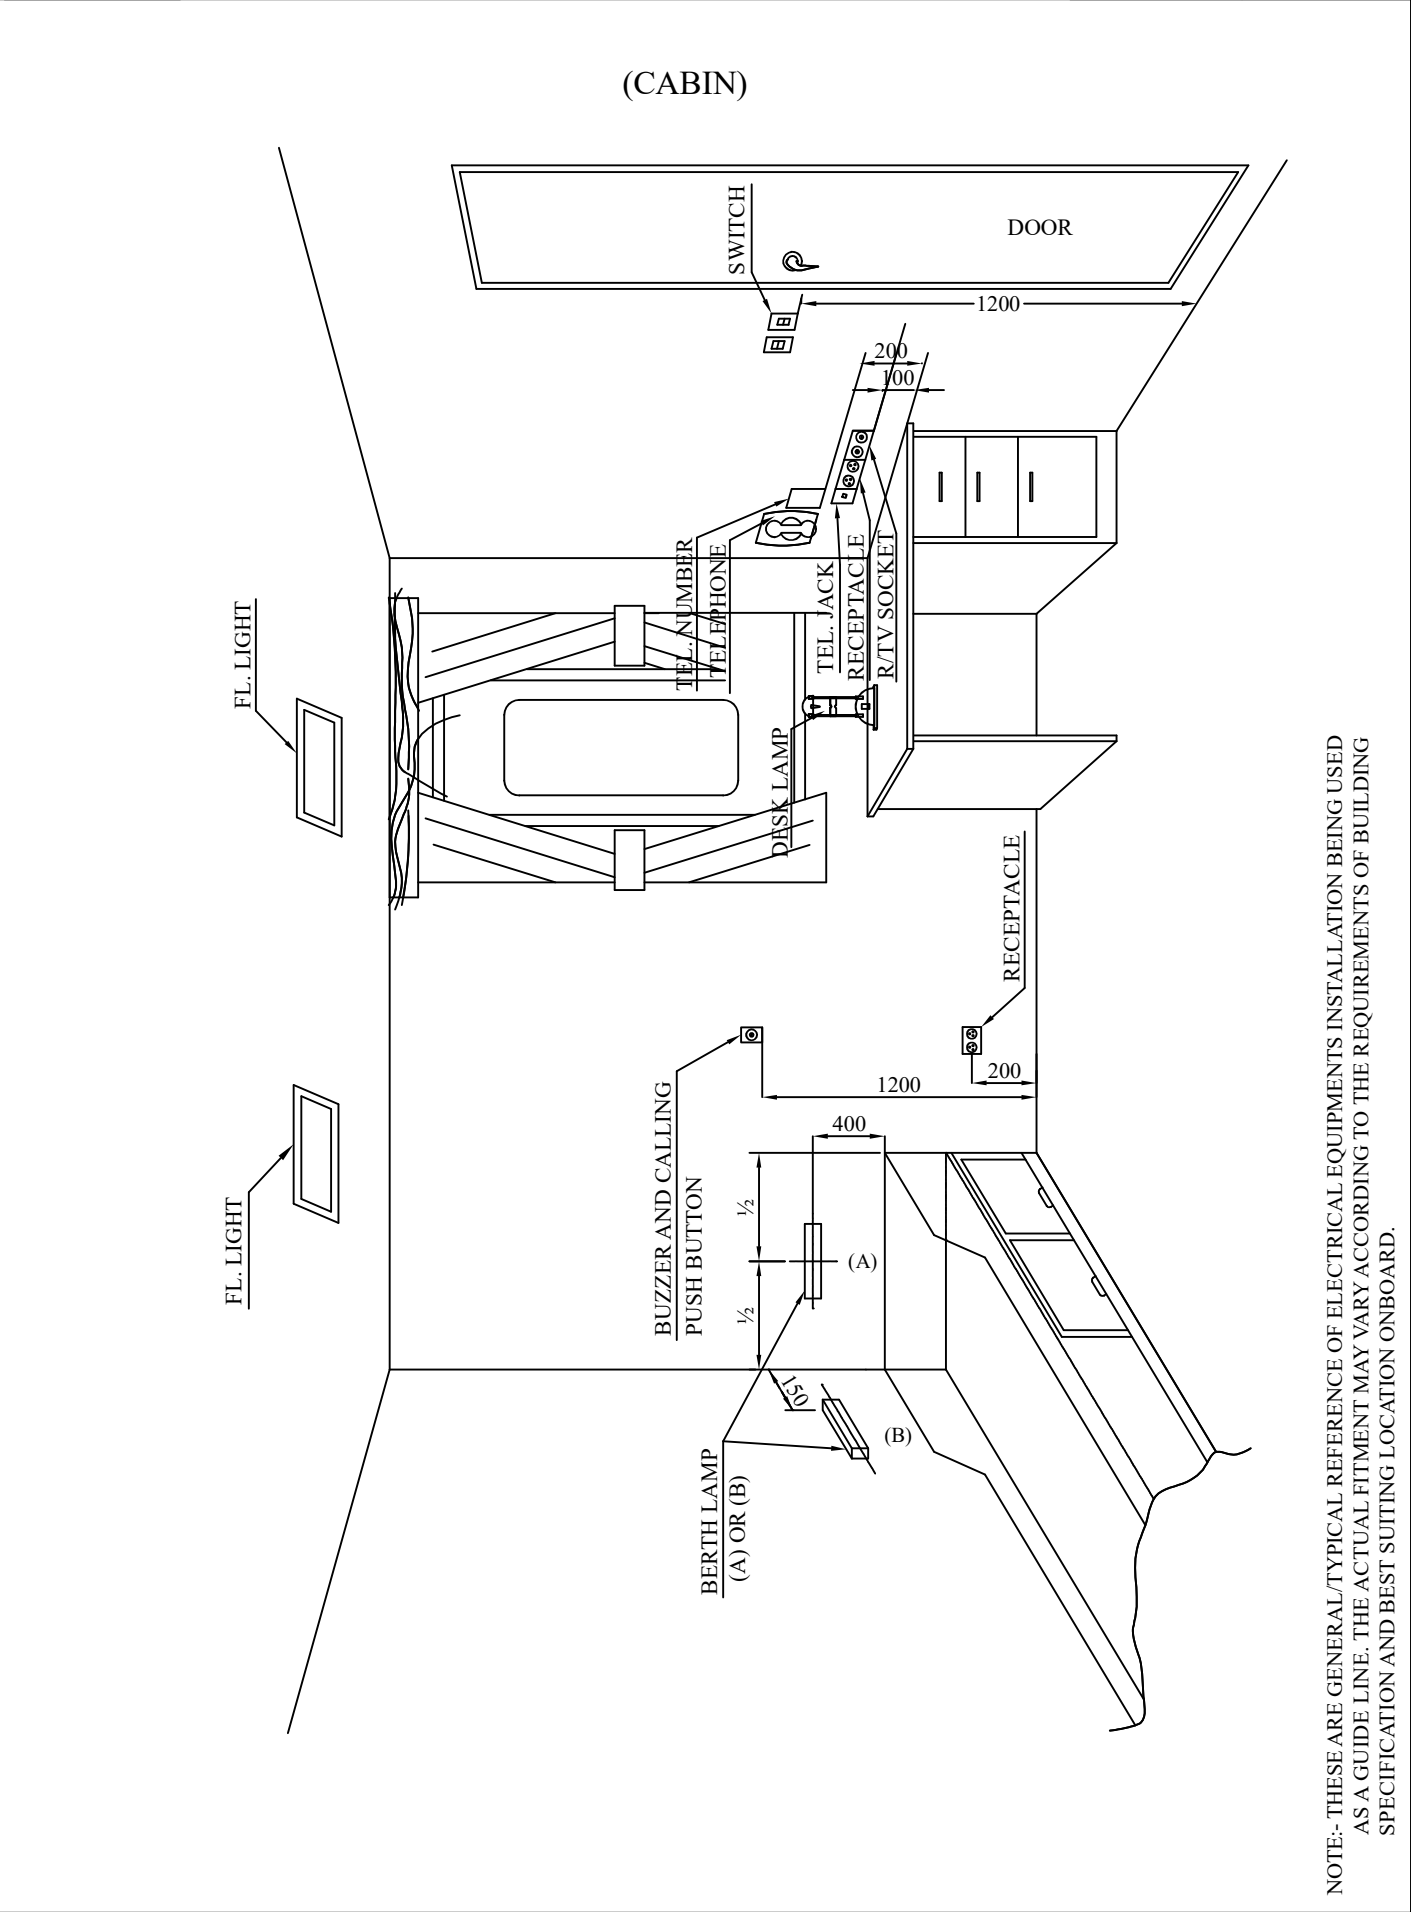 (CABIN)
SWITCH
DOOR
1200
200
100
TEL. NUMBER
TELEPHONE
TEL. JACK
RECEPTACLE
R/TV SOCKET
FL. LIGHT
DESK LAMP
RECEPTACLE
200
1200
400
BUZZER AND CALLING
PUSH BUTTON
½
½
(A)
FL. LIGHT
150
(B)
BERTH LAMP
(A) OR (B)
NOTE:- THESE ARE GENERAL/TYPICAL REFERENCE OF ELECTRICAL EQUIPMENTS INSTALLATION BEING USED
AS A GUIDE LINE. THE ACTUAL FITMENT MAY VARY ACCORDING TO THE REQUIREMENTS OF BUILDING
SPECIFICATION AND BEST SUITING LOCATION ONBOARD.